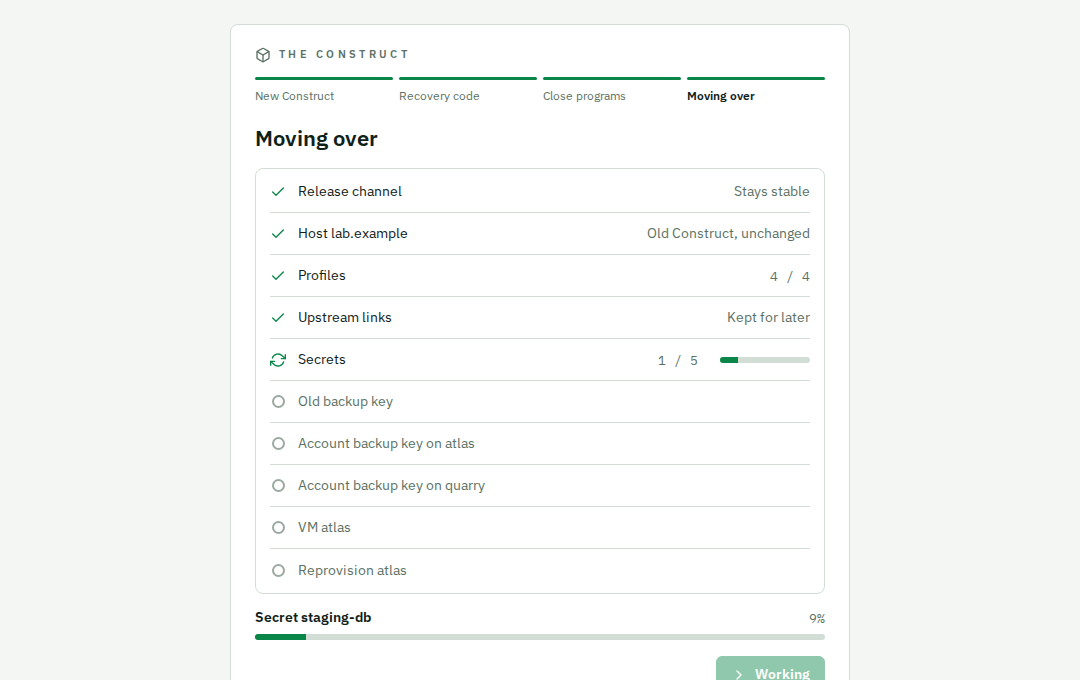 THE CONSTRUCT
New Construct
Recovery code
Close programs
Moving over
Moving over
Release channel Stays stable
Host lab.example Old Construct, unchanged
Profiles 4 / 4
Upstream links Kept for later
Secrets 1 / 5
Old backup key
Account backup key on atlas
Account backup key on quarry
VM atlas
Reprovision atlas
Secret staging-db 9%
Working